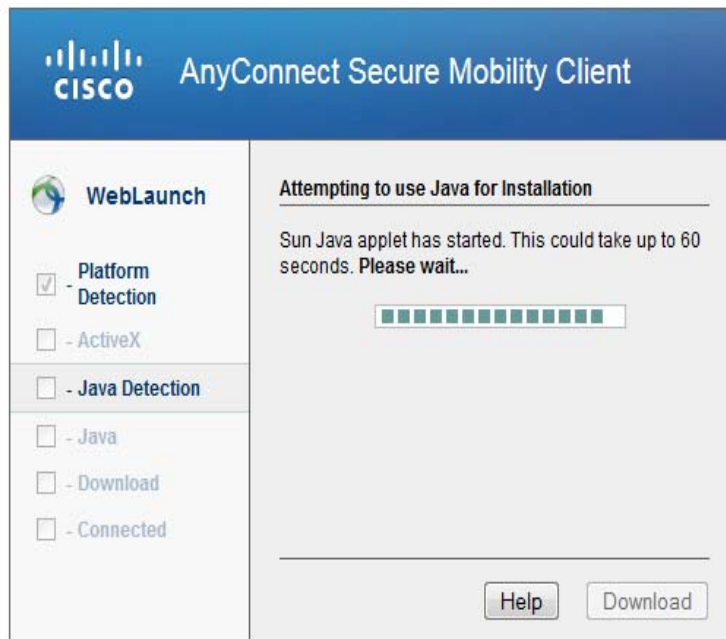 CISCO
AnyConnect Secure Mobility Client
WebLaunch
- Platform
Detection
- ActiveX
- Java Detection
- Java
- Download
- Connected
Attempting to use Java for Installation
Sun Java applet has started. This could take up to 60
seconds. Please wait...
Help
Download